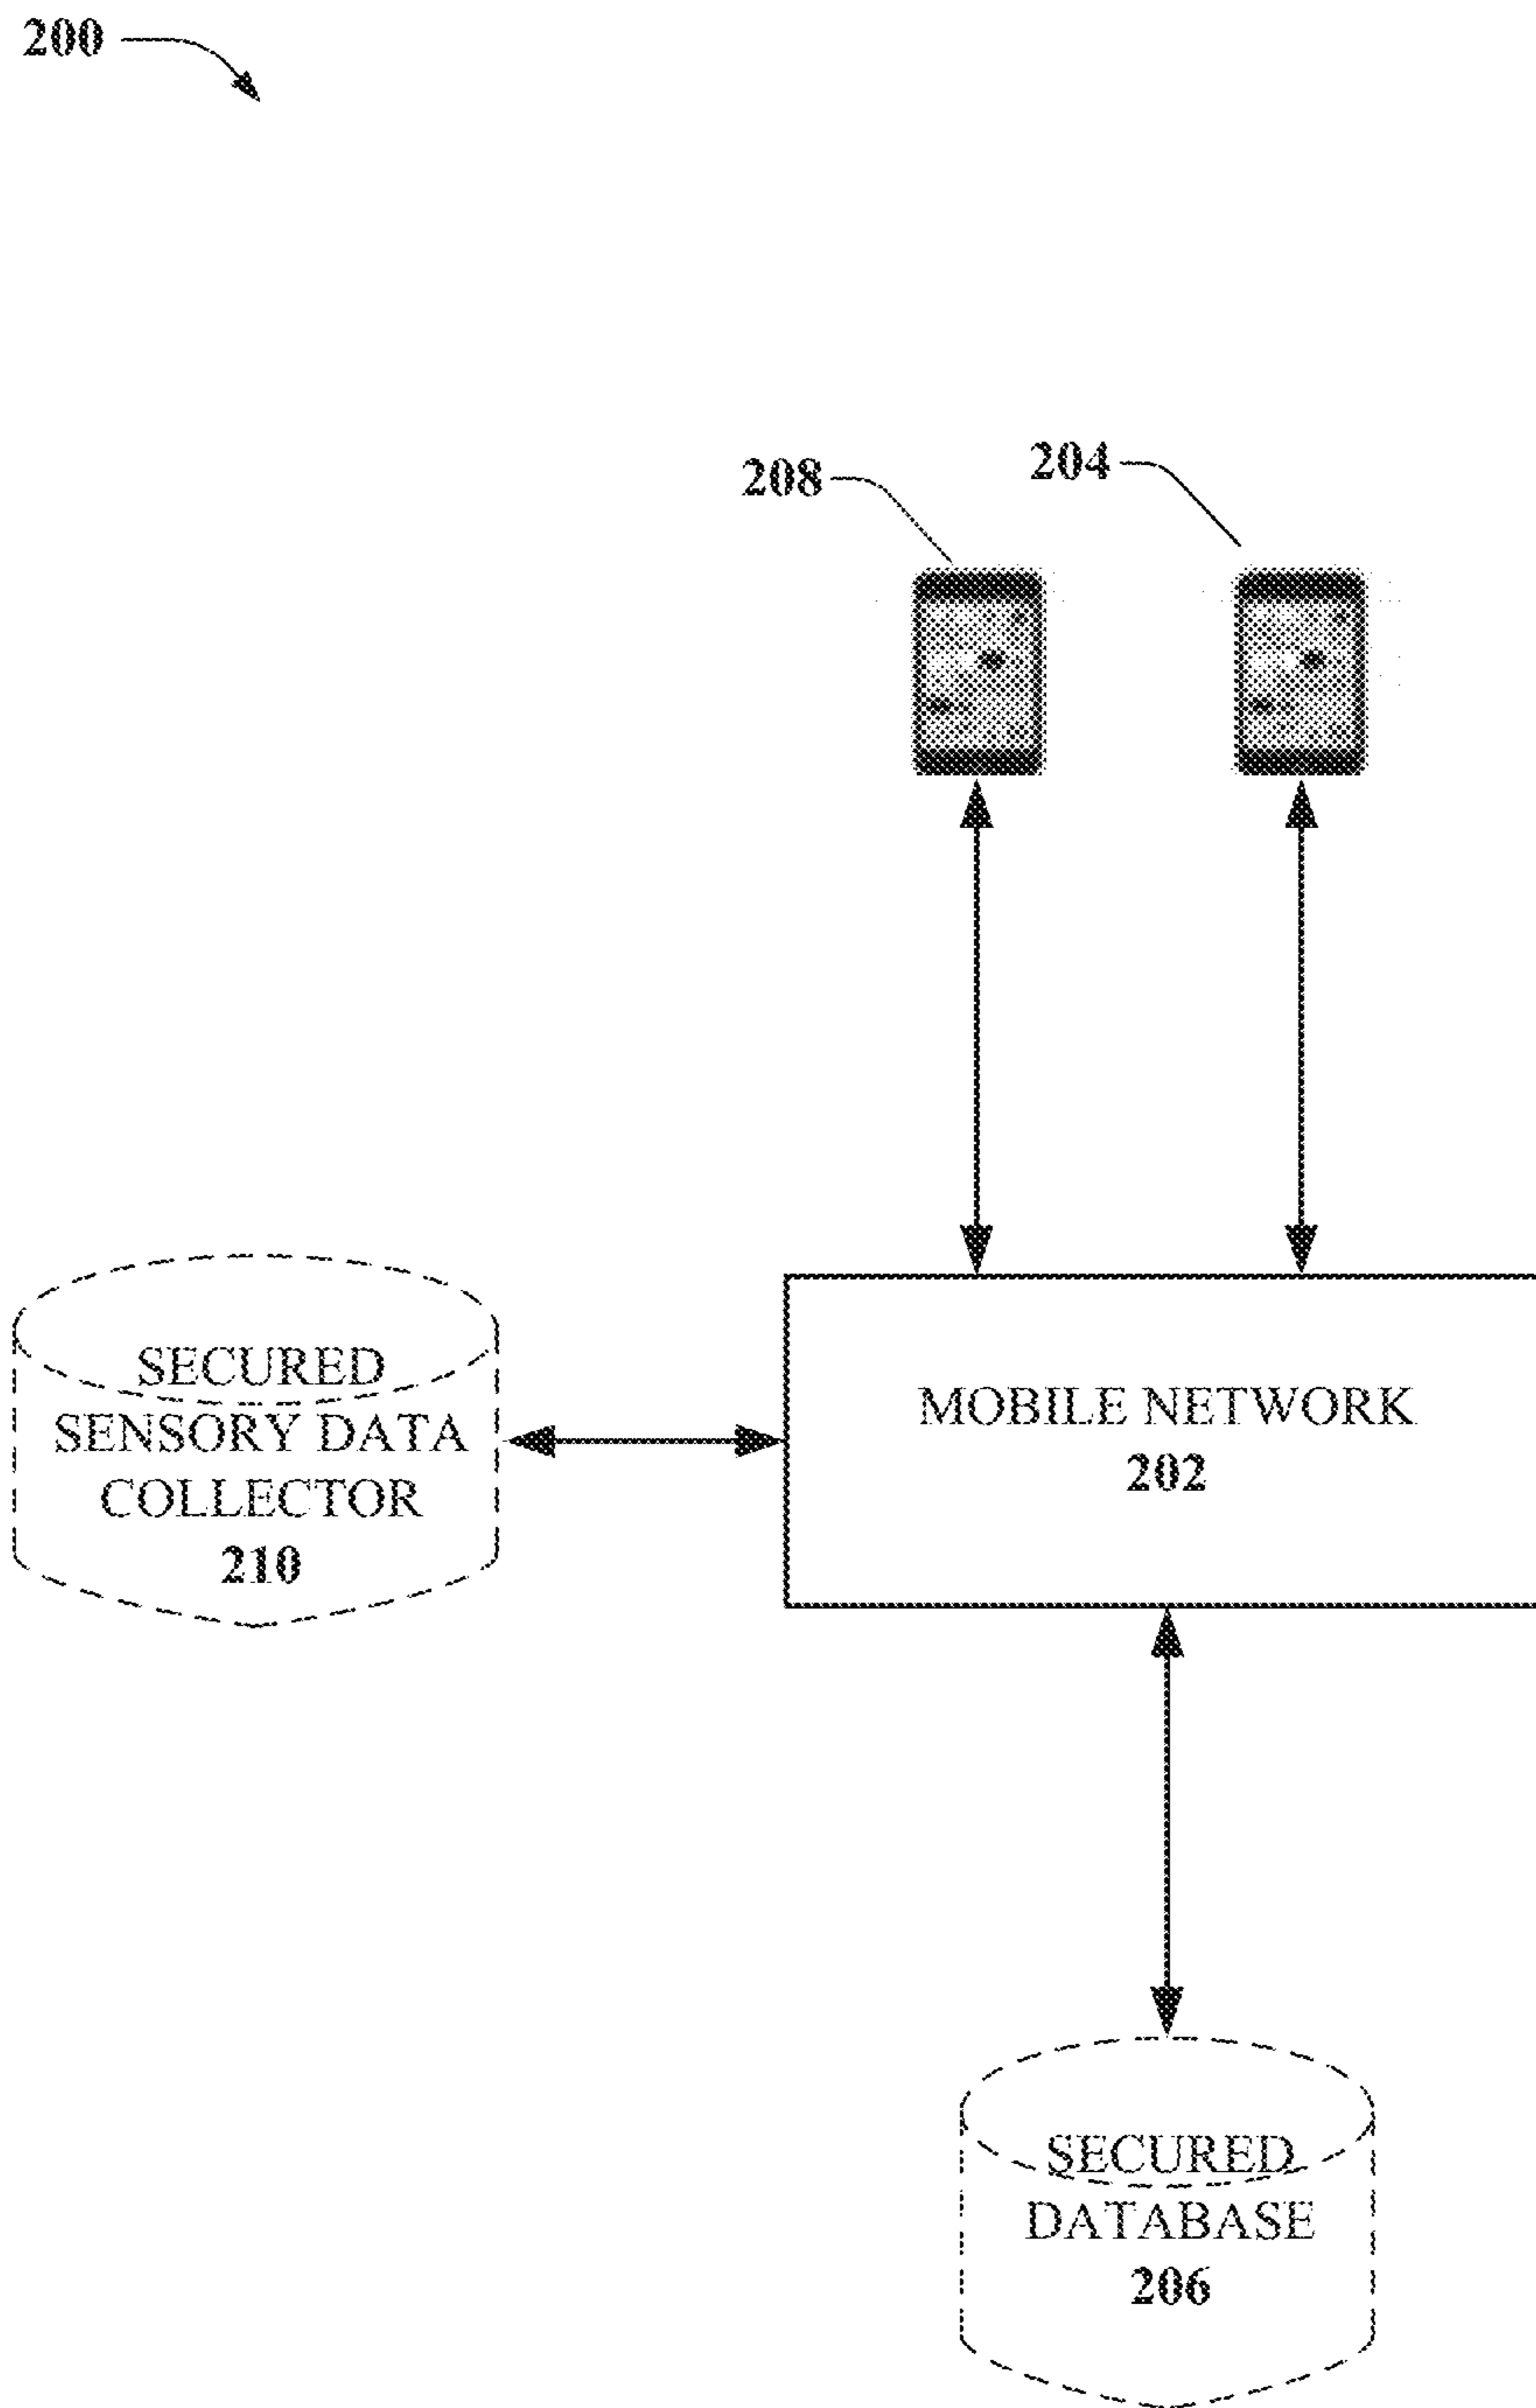 200
208
204
SECURED
SENSORY DATA
COLLECTOR
210
MOBILE NETWORK
202
SECURED
DATABASE
206